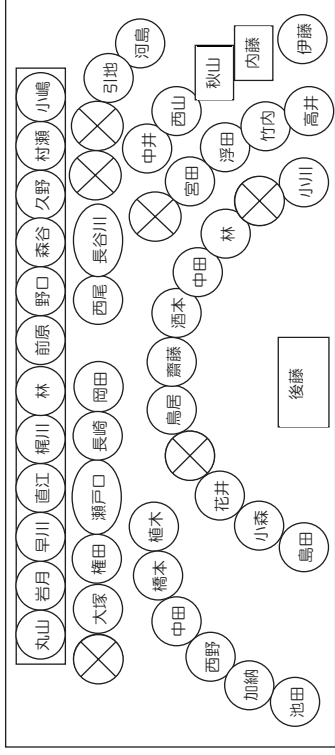 小嶋
村瀬
久野
森谷
野口
前原
林
梶川
直江
早川
岩月
丸山
河島
引地
長谷川
西尾
岡田
長崎
瀬戸口
権田
大塚
伊藤
内藤
秋山
西山
中井
高井
竹内
浮田
宮田
植木
橋本
中田
西野
加納
池田
小川
林
中田
酒本
齋藤
鳥居
花井
小森
島田
後藤